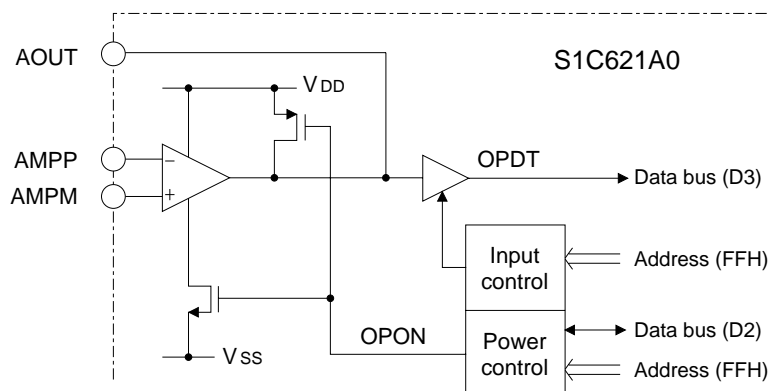 AOUT
S1C621A0
VDD
AMPP
−
AMPM
+
OPDT
Data bus (D3)
Input
control
Address (FFH)
VSS
OPON
Power
control
Data bus (D2)
Address (FFH)